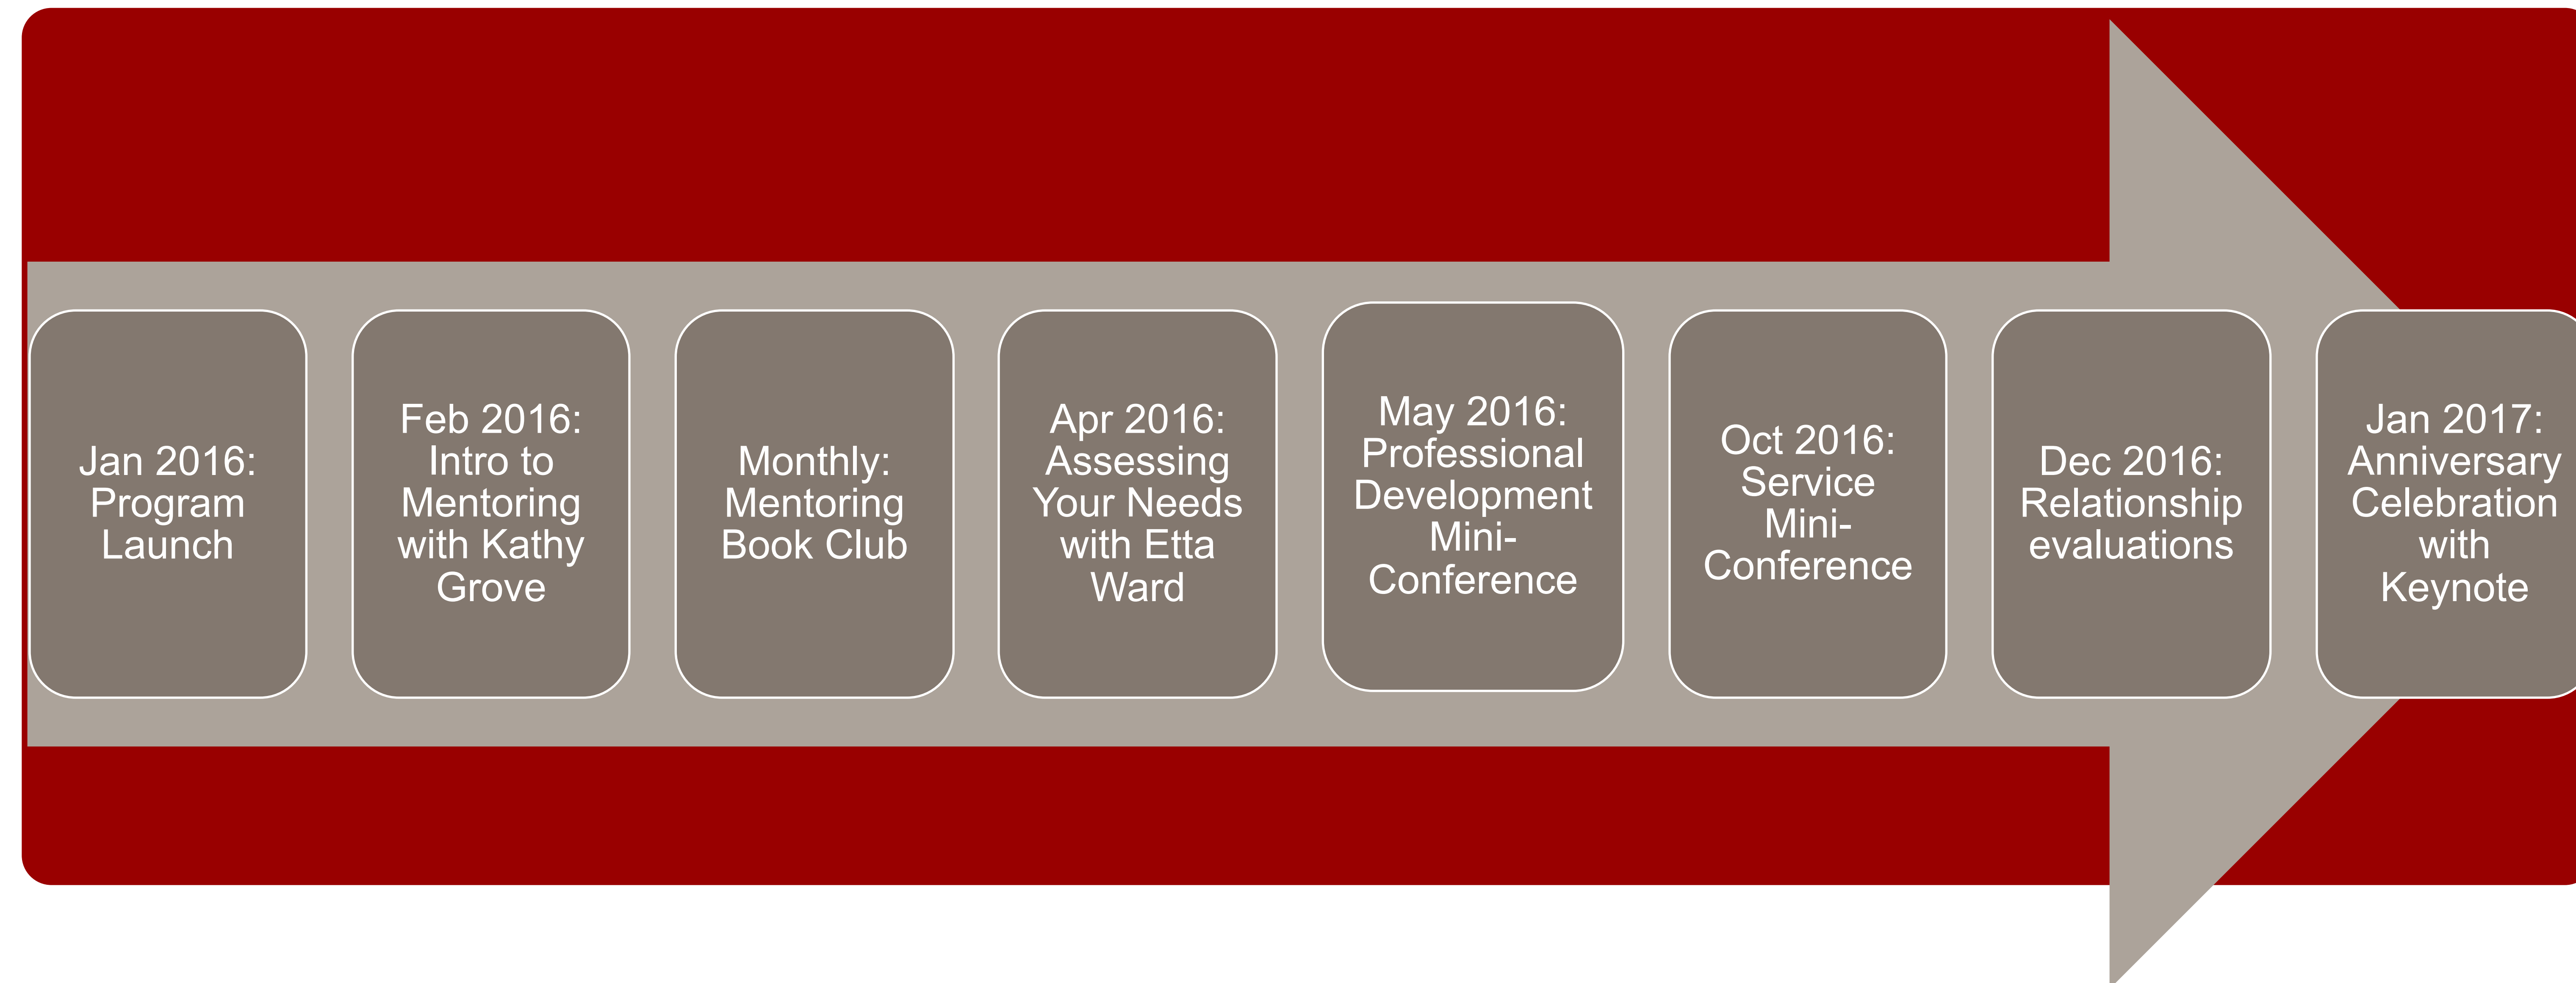 Jan 2016:
Program
Launch
Feb 2016:
Intro to
Mentoring
with Kathy
Grove
Monthly:
Mentoring
Book Club
Apr 2016:
Assessing
Your Needs
with Etta
Ward
May 2016:
Professional
Development
Mini-
Conference
Oct 2016:
Service
Mini-
Conference
Dec 2016:
Relationship
evaluations
Jan 2017:
Anniversary
Celebration
with
Keynote